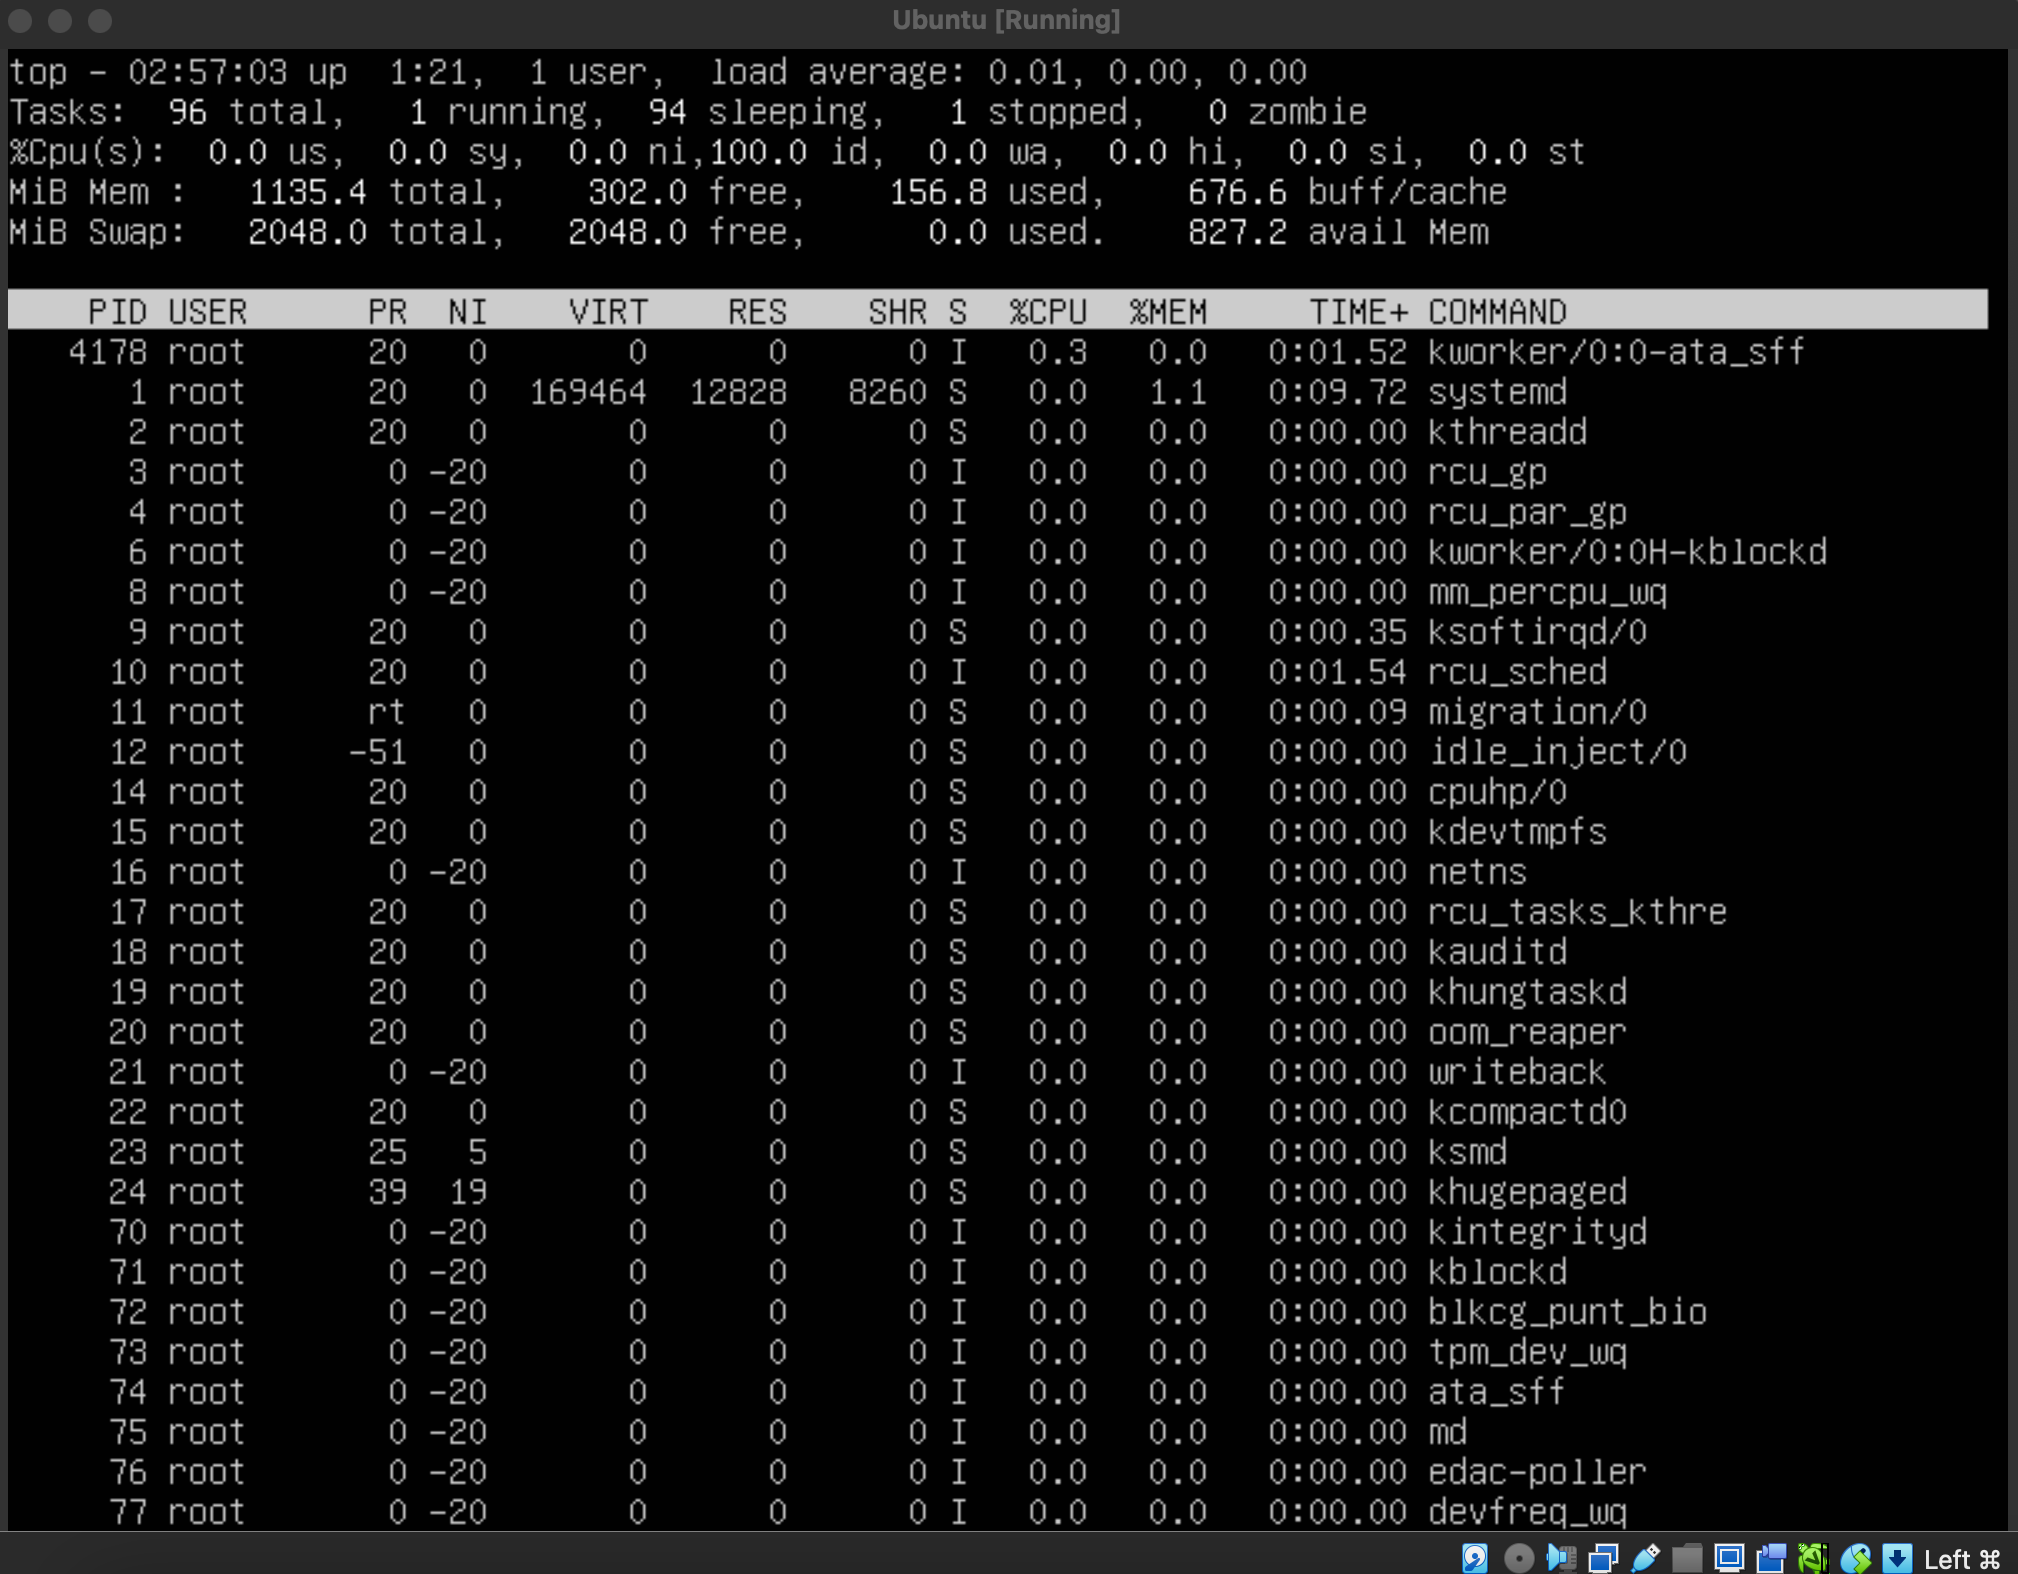 Ubuntu [Running]
top - 02:57:03 up  1:21,  1 user,  load average: 0.01, 0.00, 0.00
Tasks:  96 total,   1 running,  94 sleeping,   1 stopped,   0 zombie
%Cpu(s):  0.0 us,  0.0 sy,  0.0 ni,100.0 id,  0.0 wa,  0.0 hi,  0.0 si,  0.0 st
MiB Mem :   1135.4 total,    302.0 free,    156.8 used,    676.6 buff/cache
MiB Swap:   2048.0 total,   2048.0 free,      0.0 used.    827.2 avail Mem
PID USER      PR  NI    VIRT    RES    SHR S  %CPU  %MEM     TIME+ COMMAND
4178 root      20   0       0      0      0 I   0.3   0.0   0:01.52 kworker/0:0-ata_sff
1 root      20   0  169464  12828   8260 S   0.0   1.1   0:09.72 systemd
2 root      20   0       0      0      0 S   0.0   0.0   0:00.00 kthreadd
3 root       0 -20       0      0      0 I   0.0   0.0   0:00.00 rcu_gp
4 root       0 -20       0      0      0 I   0.0   0.0   0:00.00 rcu_par_gp
6 root       0 -20       0      0      0 I   0.0   0.0   0:00.00 kworker/0:0H-kblockd
8 root       0 -20       0      0      0 I   0.0   0.0   0:00.00 mm_percpu_wq
9 root      20   0       0      0      0 S   0.0   0.0   0:00.35 ksoftirqd/0
10 root      20   0       0      0      0 I   0.0   0.0   0:01.54 rcu_sched
11 root      rt   0       0      0      0 S   0.0   0.0   0:00.09 migration/0
12 root     -51   0       0      0      0 S   0.0   0.0   0:00.00 idle_inject/0
14 root      20   0       0      0      0 S   0.0   0.0   0:00.00 cpuhp/0
15 root      20   0       0      0      0 S   0.0   0.0   0:00.00 kdevtmpfs
16 root       0 -20       0      0      0 I   0.0   0.0   0:00.00 netns
17 root      20   0       0      0      0 S   0.0   0.0   0:00.00 rcu_tasks_kthre
18 root      20   0       0      0      0 S   0.0   0.0   0:00.00 kauditd
19 root      20   0       0      0      0 S   0.0   0.0   0:00.00 khungtaskd
20 root      20   0       0      0      0 S   0.0   0.0   0:00.00 oom_reaper
21 root       0 -20       0      0      0 I   0.0   0.0   0:00.00 writeback
22 root      20   0       0      0      0 S   0.0   0.0   0:00.00 kcompactd0
23 root      25   5       0      0      0 S   0.0   0.0   0:00.00 ksmd
24 root      39  19       0      0      0 S   0.0   0.0   0:00.00 khugepaged
70 root       0 -20       0      0      0 I   0.0   0.0   0:00.00 kintegrityd
71 root       0 -20       0      0      0 I   0.0   0.0   0:00.00 kblockd
72 root       0 -20       0      0      0 I   0.0   0.0   0:00.00 blkcg_punt_bio
73 root       0 -20       0      0      0 I   0.0   0.0   0:00.00 tpm_dev_wq
74 root       0 -20       0      0      0 I   0.0   0.0   0:00.00 ata_sff
75 root       0 -20       0      0      0 I   0.0   0.0   0:00.00 md
76 root       0 -20       0      0      0 I   0.0   0.0   0:00.00 edac-poller
77 root       0 -20       0      0      0 I   0.0   0.0   0:00.00 devfreq_wq
Left ⌘